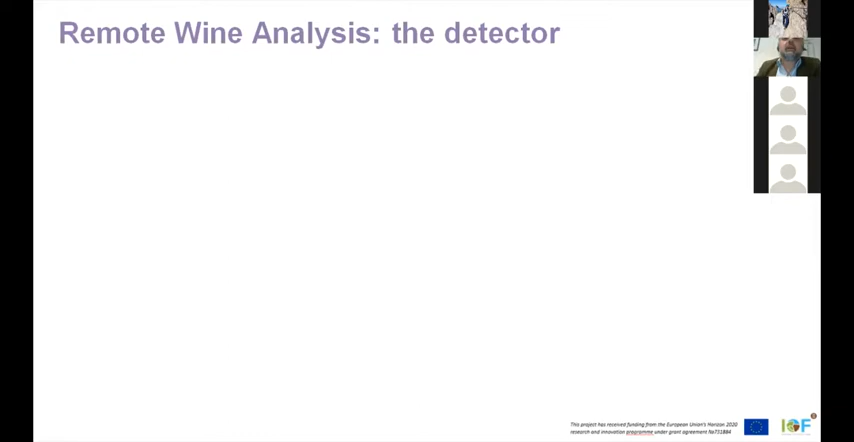 Remote Wine Analysis: the detector
This project has received funding from the European Union's Horizon 2020
research and innovation programme under grant agreement No731884